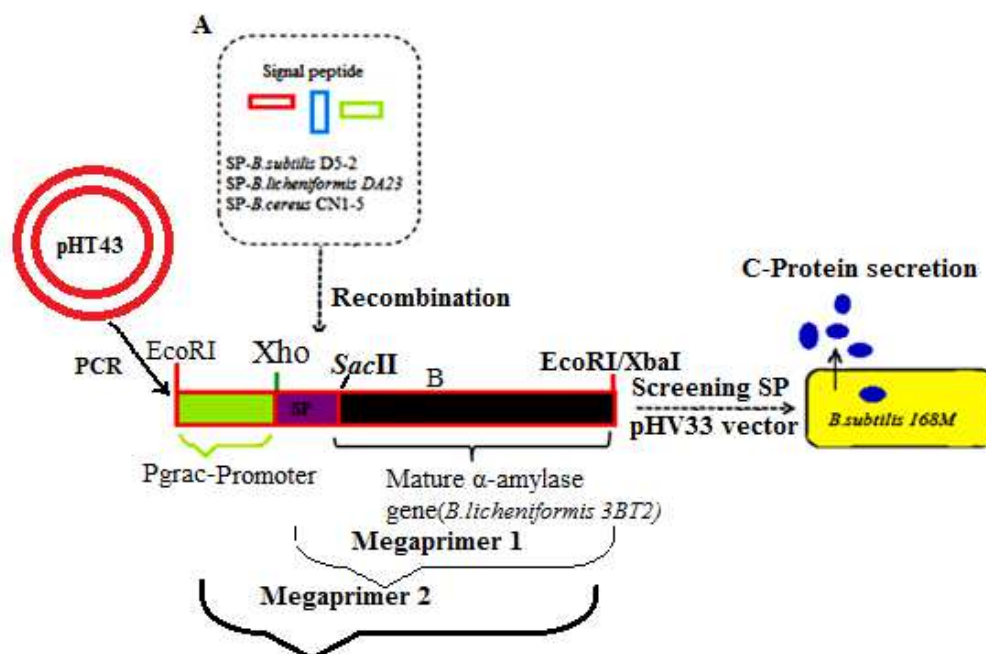 A
Signal peptide
SP-B.subtilis D5-2
SP-B.licheniformis DA23
SP-B.cereus CN1-5
pHT43
C-Protein secretion
Recombination
PCR
EcoRI
Xho
SacII
B
EcoRI/XbaI
SP
Screening SP
pHV33 vector
B.subtilis 168M
Pgrac-Promoter
Mature α-amylase
gene(B.licheniformis 3BT2)
Megaprimer 1
Megaprimer 2